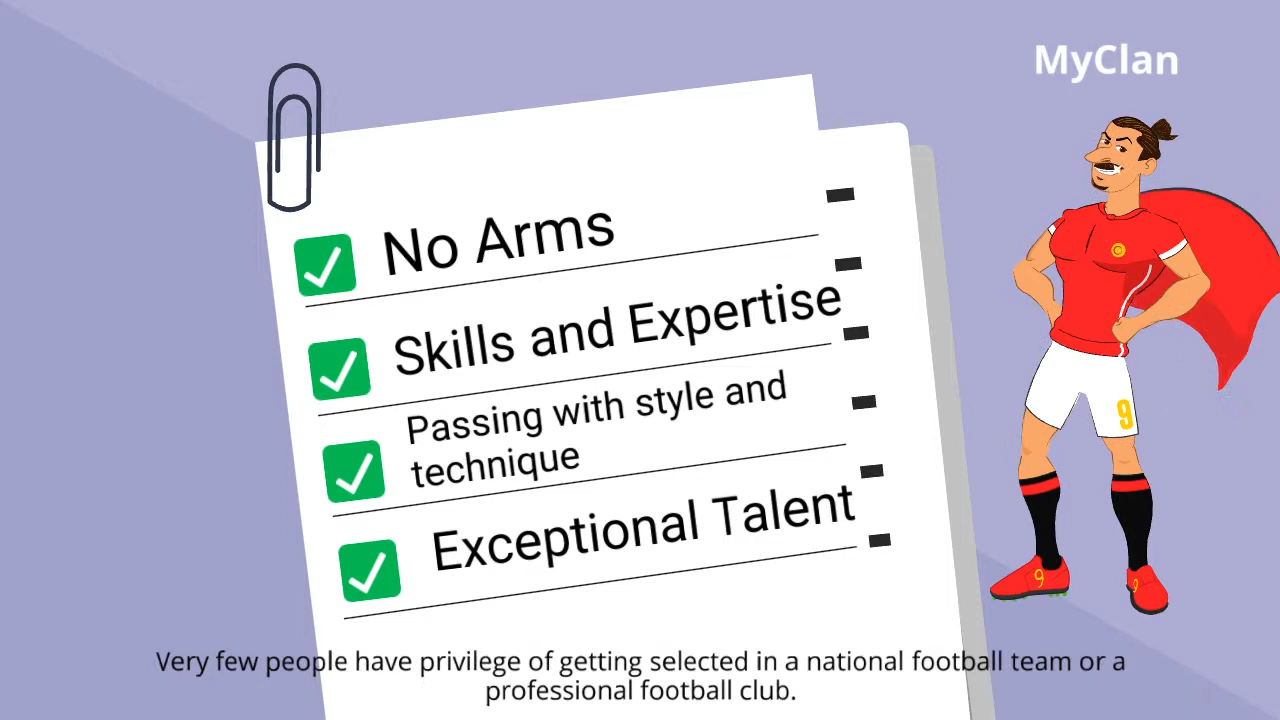 MyClan
No Arms
Skills and Expertise
Passing with style and
technique
Exceptional Talent
9
9
9
Very few people have privilege of getting selected in a national football team or a
professional football club.